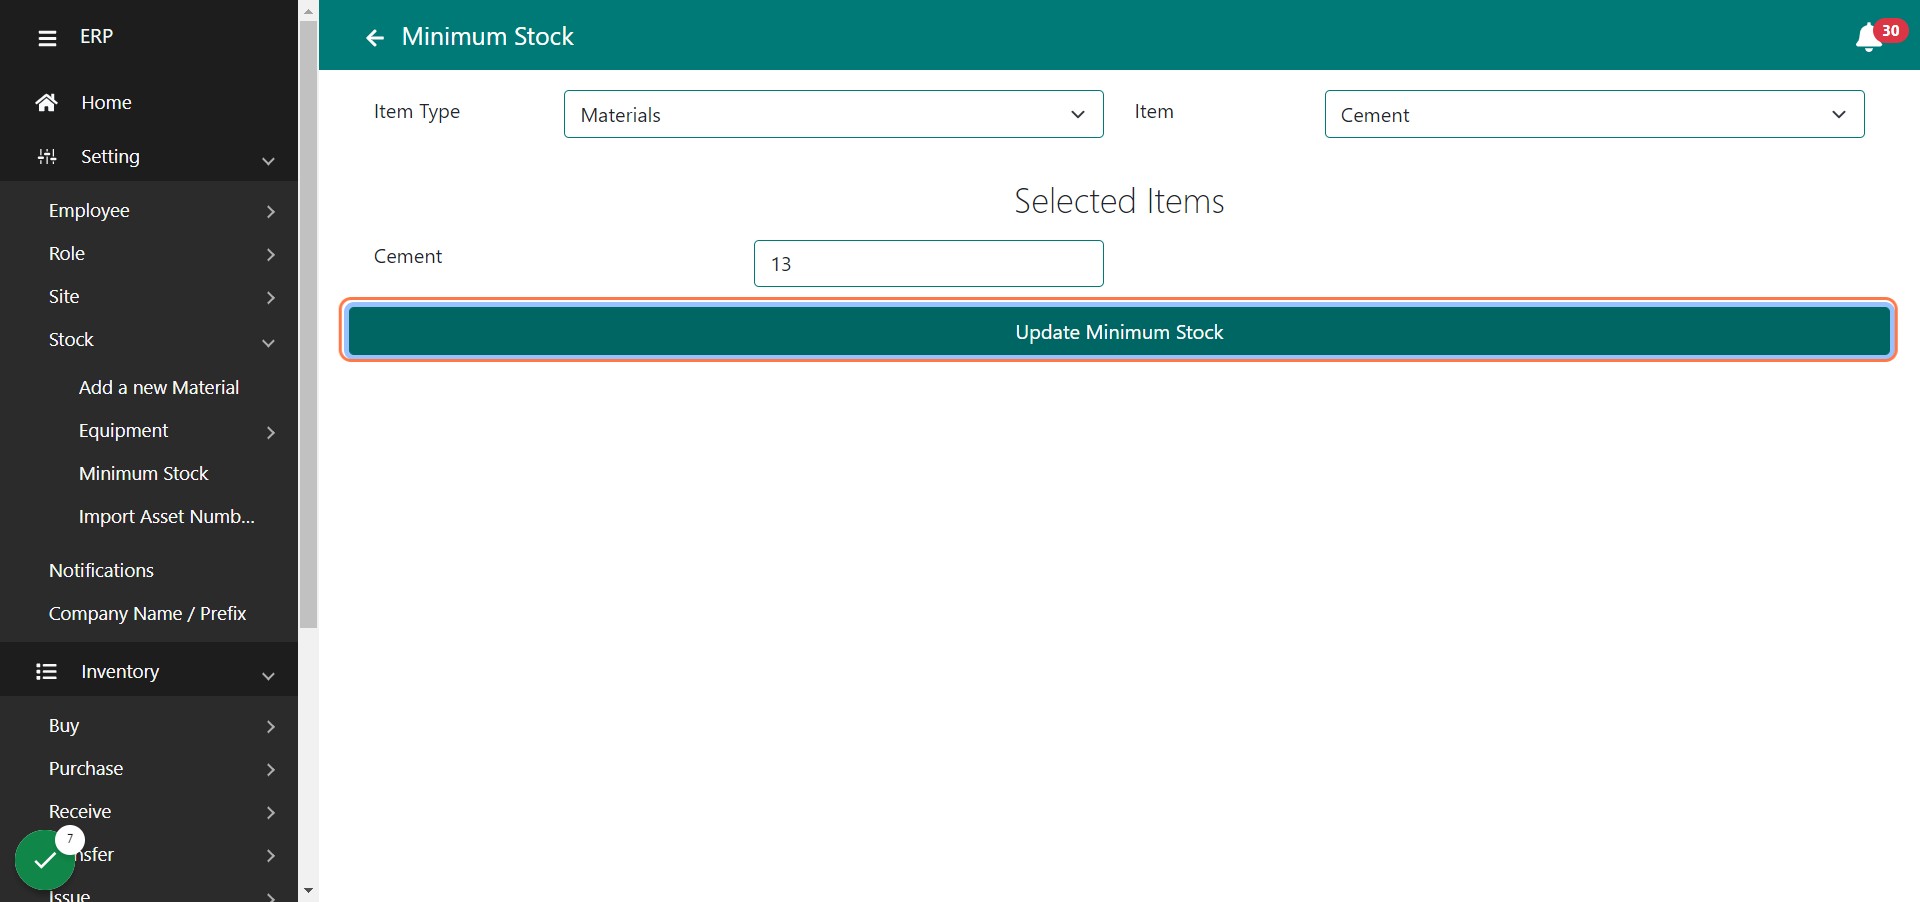 ERP
Home
Setting
Employee
Role
Site
Stock
Add a new Material
Equipment
Minimum Stock
Import Asset Numb...
Notifications
Company Name / Prefix
Inventory
Buy
Purchase
Receive
7
nsfer
Issue
Minimum Stock
30
Item Type
Materials
Item
Cement
Selected Items
Cement
13
Update Minimum Stock